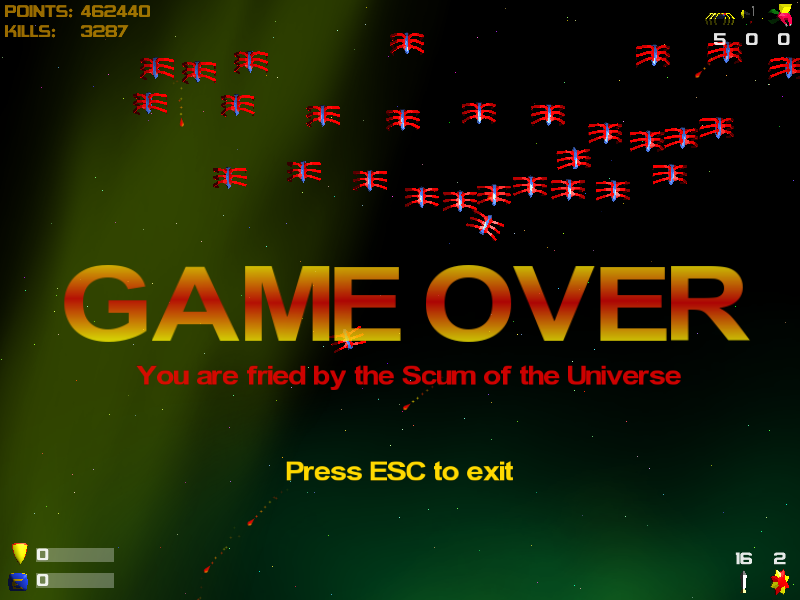 POINTS: 462440
KILLS: 3287
5 0 0
GAME OVER
You are fried by the Scum of the Universe
Press ESC to exit
0
0
16 2